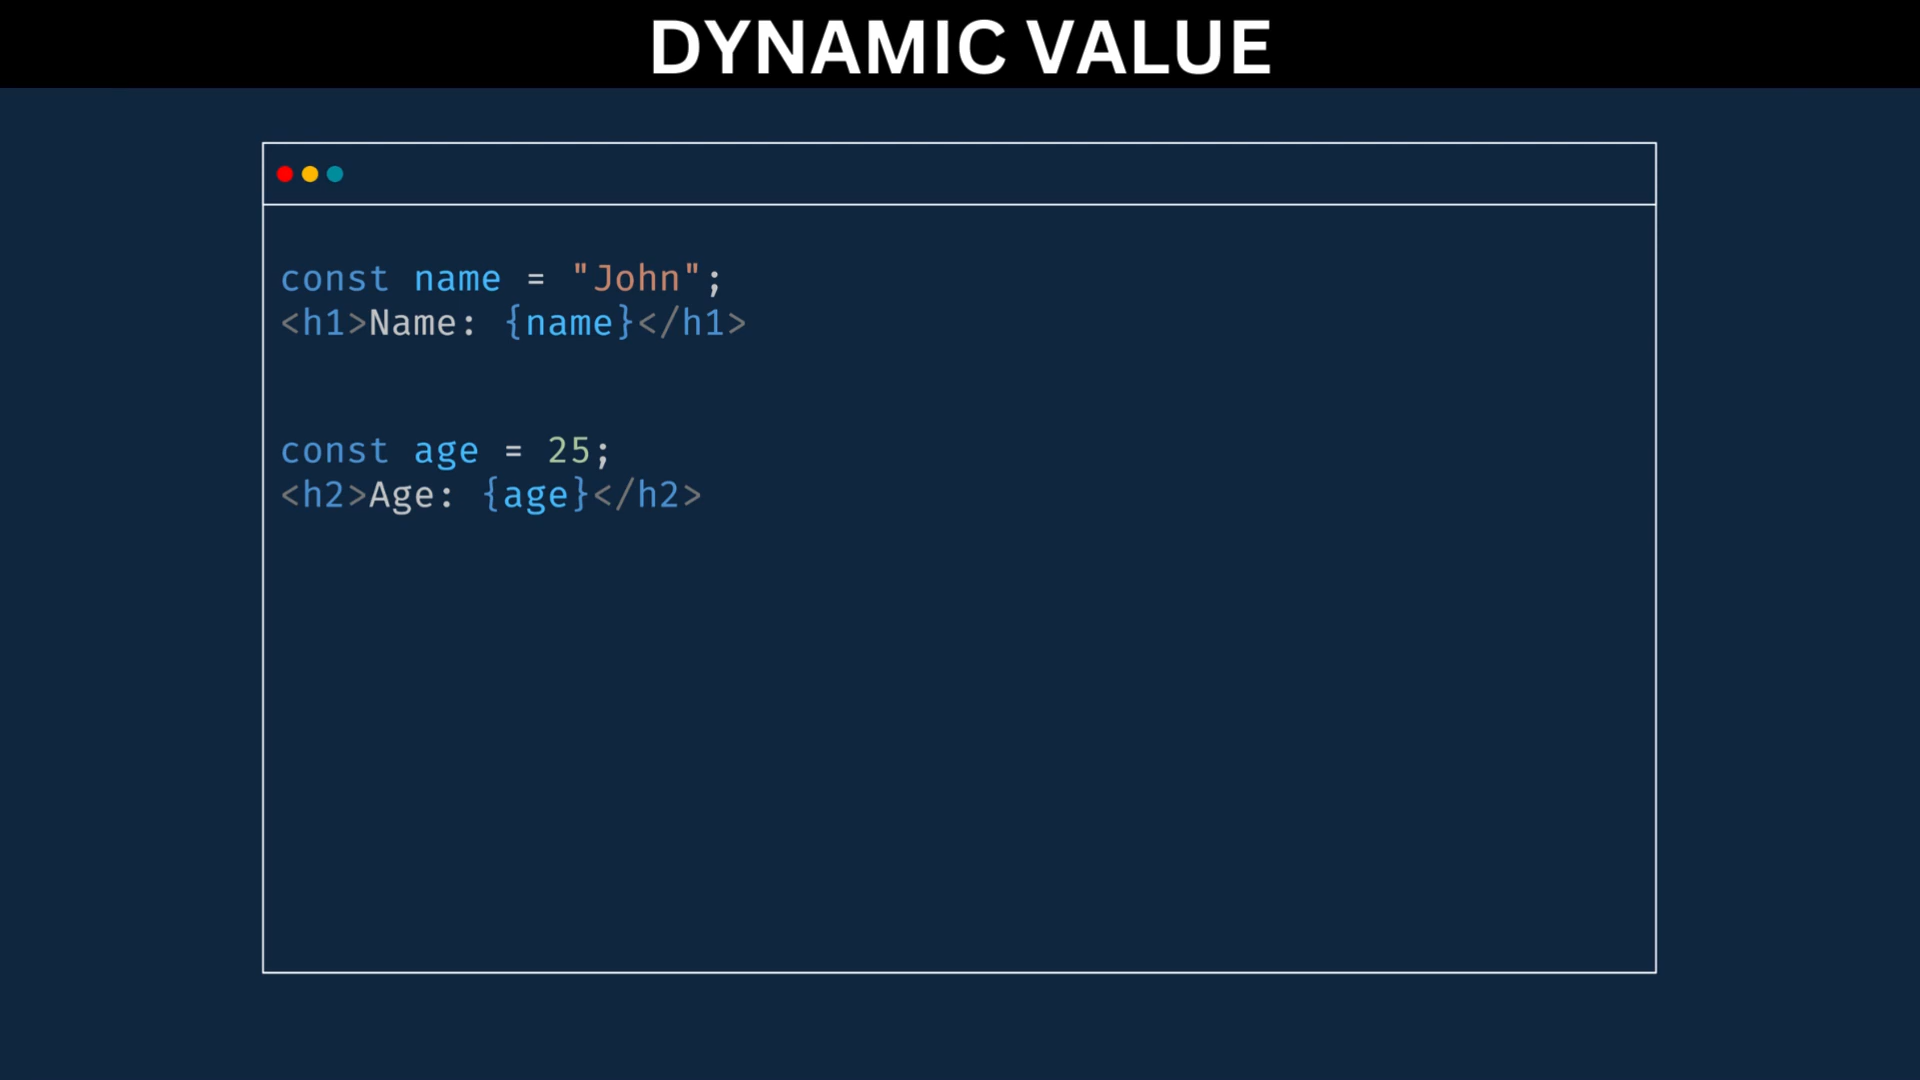 DYNAMIC VALUE
const name = "John";
<h1>Name: {name}</h1>
const age = 25;
<h2>Age: {age}</h2>